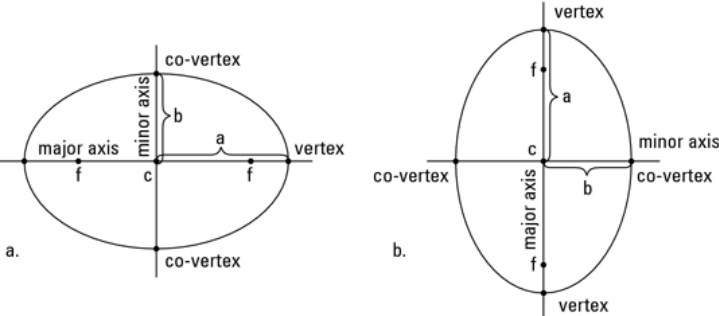 co-vertex
minor axis
b
major axis
a
vertex
f
c
f
a.
co-vertex
vertex
f
a
c
minor axis
co-vertex
b
co-vertex
major axis
b.
f
vertex